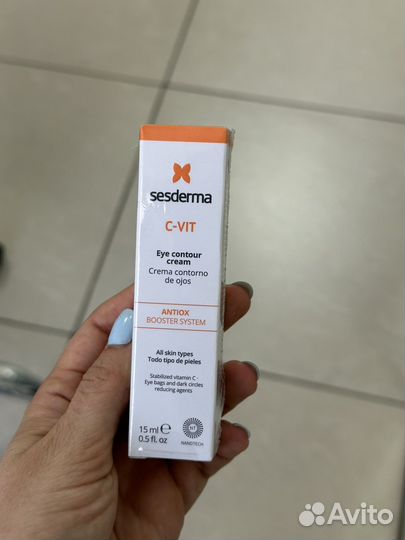 sesderma
C-VIT
Eye contour
cream
Crema contorno
de ojos
ANTIOX
BOOSTER SYSTEM
All skin types
Todo tipo de pieles
Stabilized vitamin C -
Eye bags and dark circles
reducing agents
15 ml ℮
0.5 fl. oz
NT
NANOTECH
Avito